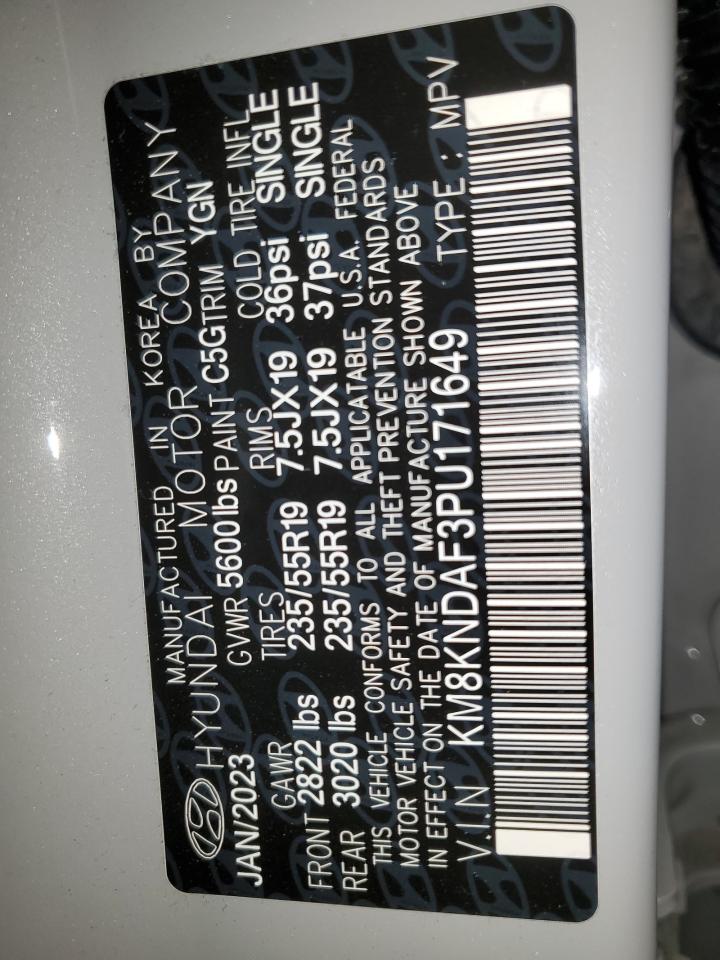 MANUFACTURED IN KOREA BY
HYUNDAI MOTOR COMPANY
JAN/2023 GVWR 5600lbs PAINT C5G TRIM YGN
GAWR TIRES RIMS COLD TIRE INFL
FRONT 2822 lbs 235/55R19 7.5JX19 36psi SINGLE
REAR 3020 lbs 235/55R19 7.5JX19 37psi SINGLE
THIS VEHICLE CONFORMS TO ALL APPLICATABLE U.S.A. FEDERAL
MOTOR VEHICLE SAFETY AND THEFT PREVENTION STANDARDS
IN EFFECT ON THE DATE OF MANUFACTURE SHOWN ABOVE
V.I.N KM8KNDAF3PU171649 TYPE : MPV